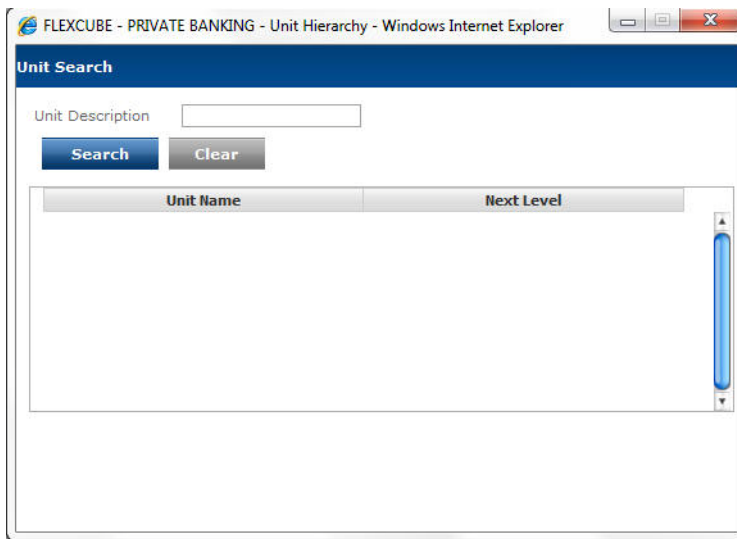 FLEXCUBE - PRIVATE BANKING - Unit Hierarchy - Windows Internet Explorer
Unit Search
Unit Description
Search Clear
Unit Name Next Level